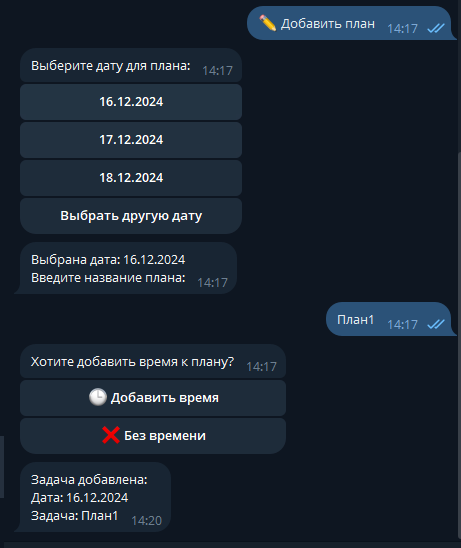 ✏️ Добавить план 14:17
Выберите дату для плана: 14:17
16.12.2024
17.12.2024
18.12.2024
Выбрать другую дату
Выбрана дата: 16.12.2024
Введите название плана: 14:17
План1 14:17
Хотите добавить время к плану? 14:17
🕒 Добавить время
❌ Без времени
Задача добавлена:
Дата: 16.12.2024
Задача: План1 14:20